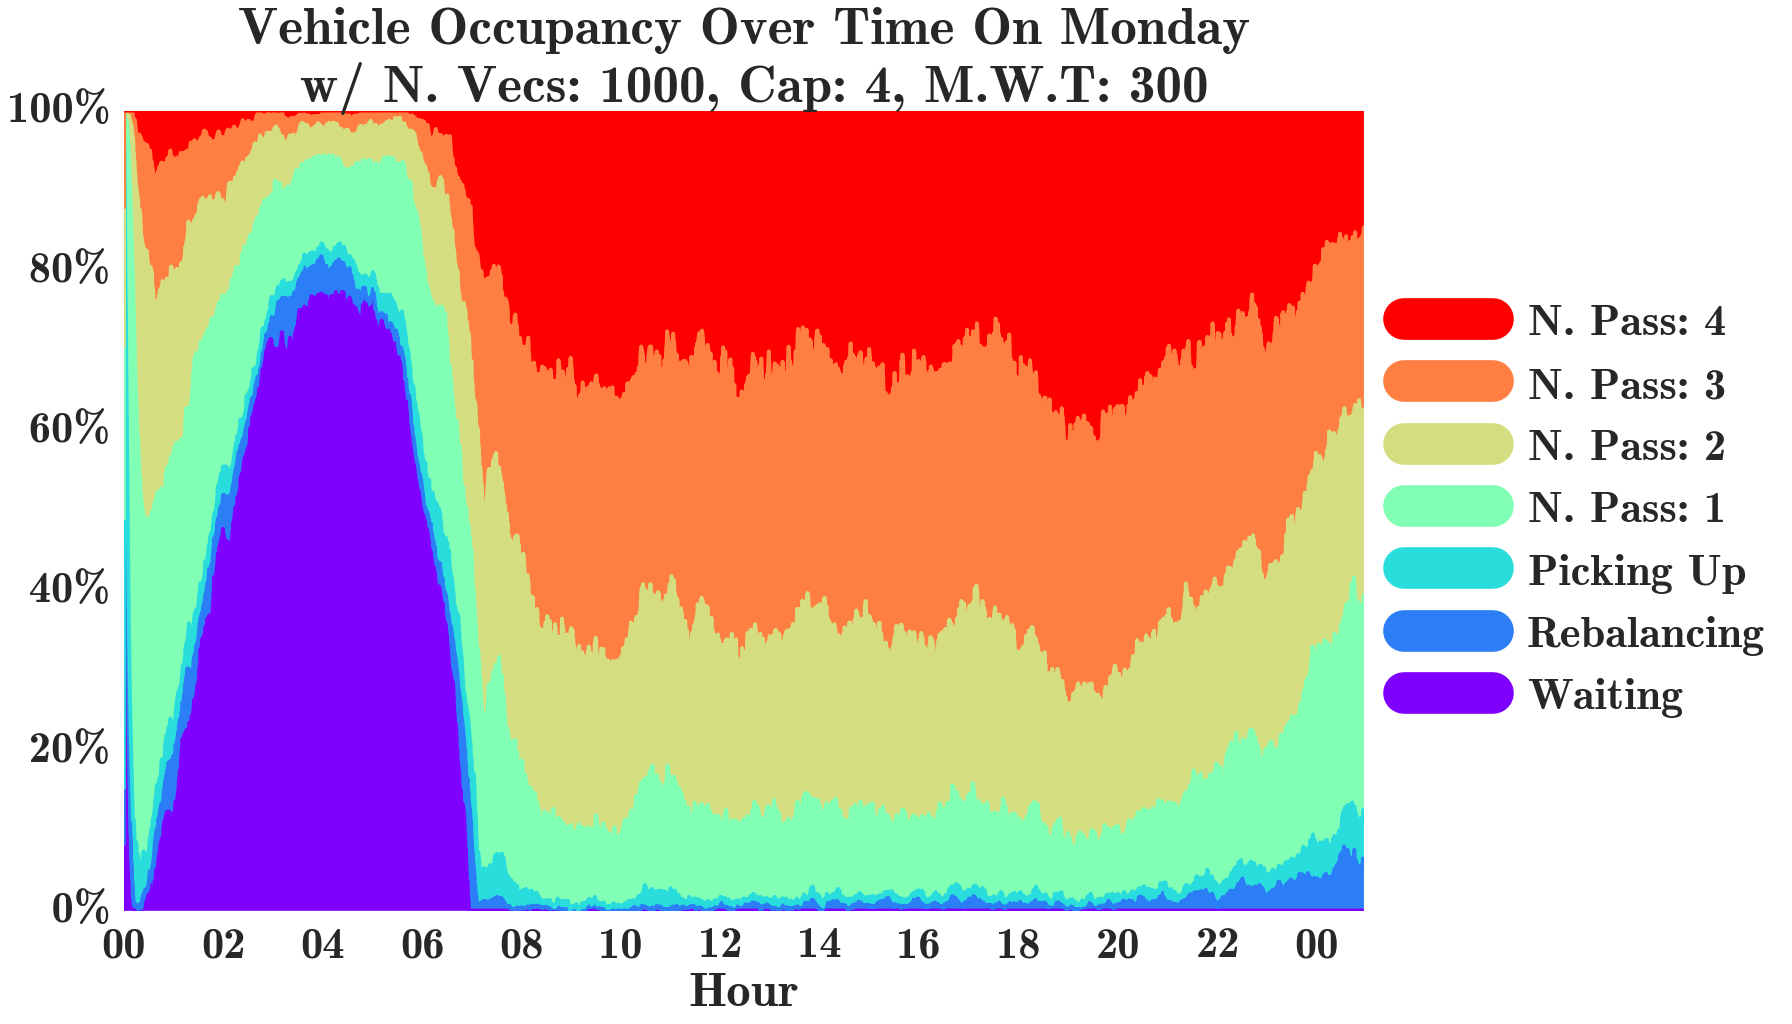 Vehicle Occupancy Over Time On Monday
w/ N. Vecs: 1000, Cap: 4, M.W.T: 300
100%
80%
60%
40%
20%
0%
00 02 04 06 08 10 12 14 16 18 20 22 00
Hour
N. Pass: 4
N. Pass: 3
N. Pass: 2
N. Pass: 1
Picking Up
Rebalancing
Waiting